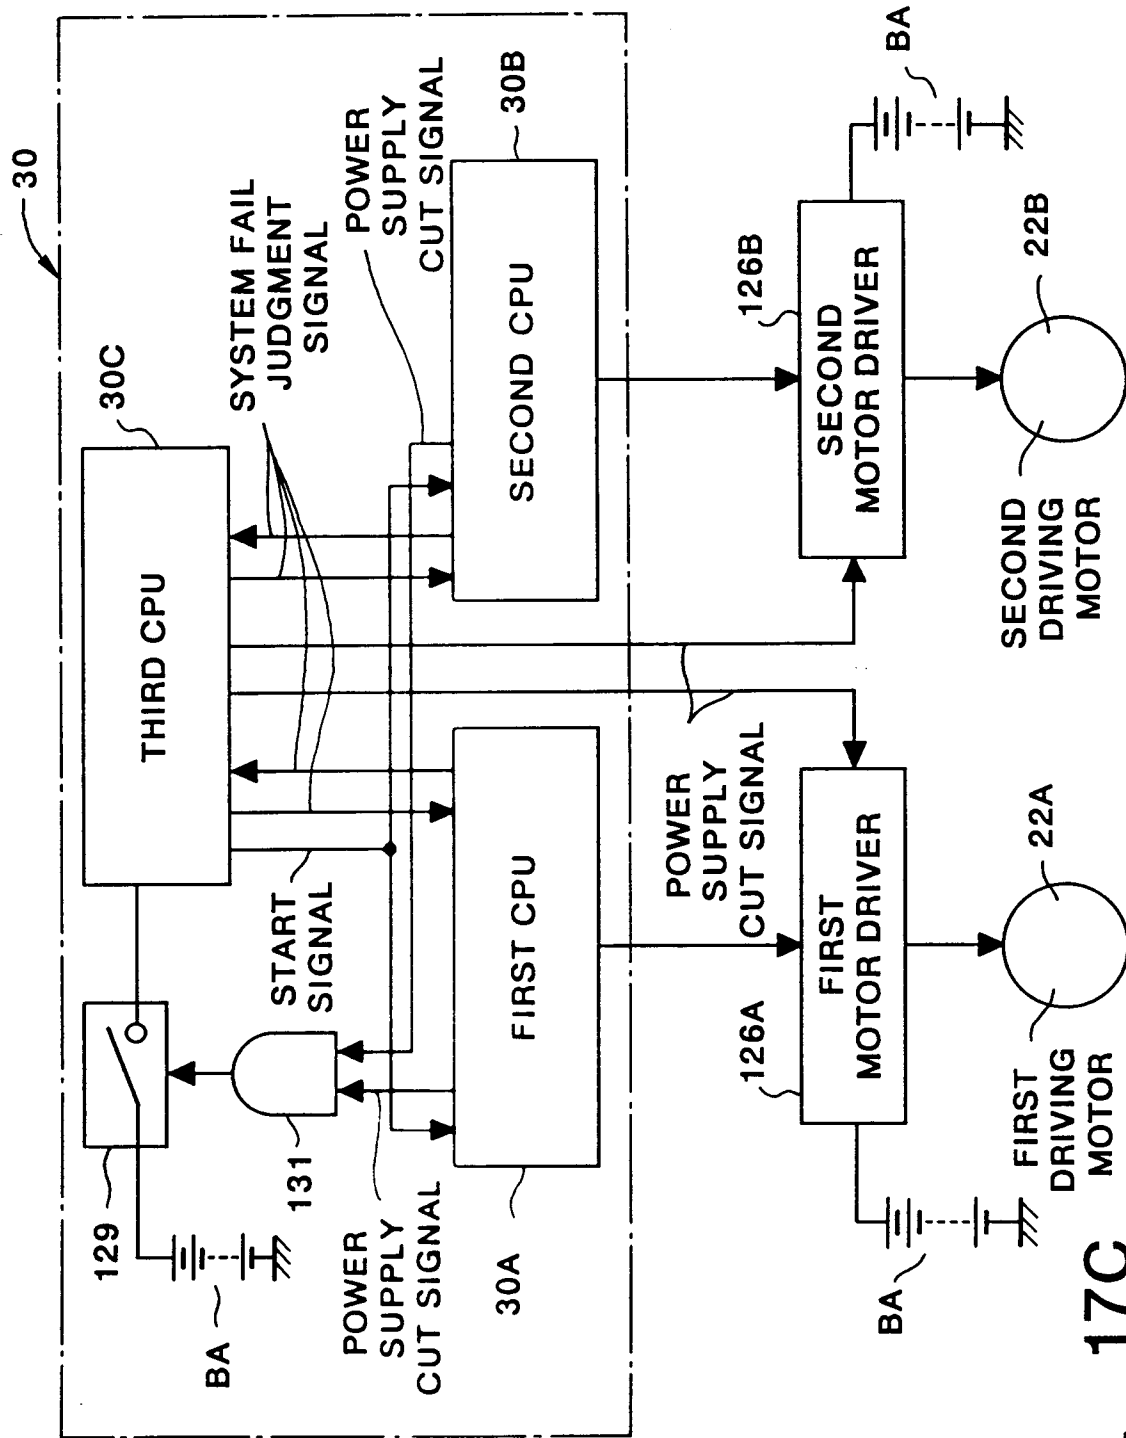 30
30C
THIRD CPU
SYSTEM FAIL
JUDGMENT
SIGNAL
POWER
SUPPLY
CUT SIGNAL
30B
SECOND CPU
START
SIGNAL
129
BA
131
POWER
SUPPLY
CUT SIGNAL
30A
FIRST CPU
POWER
SUPPLY
CUT SIGNAL
126A
FIRST
MOTOR DRIVER
BA
22A
FIRST
DRIVING
MOTOR
126B
SECOND
MOTOR DRIVER
BA
22B
SECOND
DRIVING
MOTOR
17C